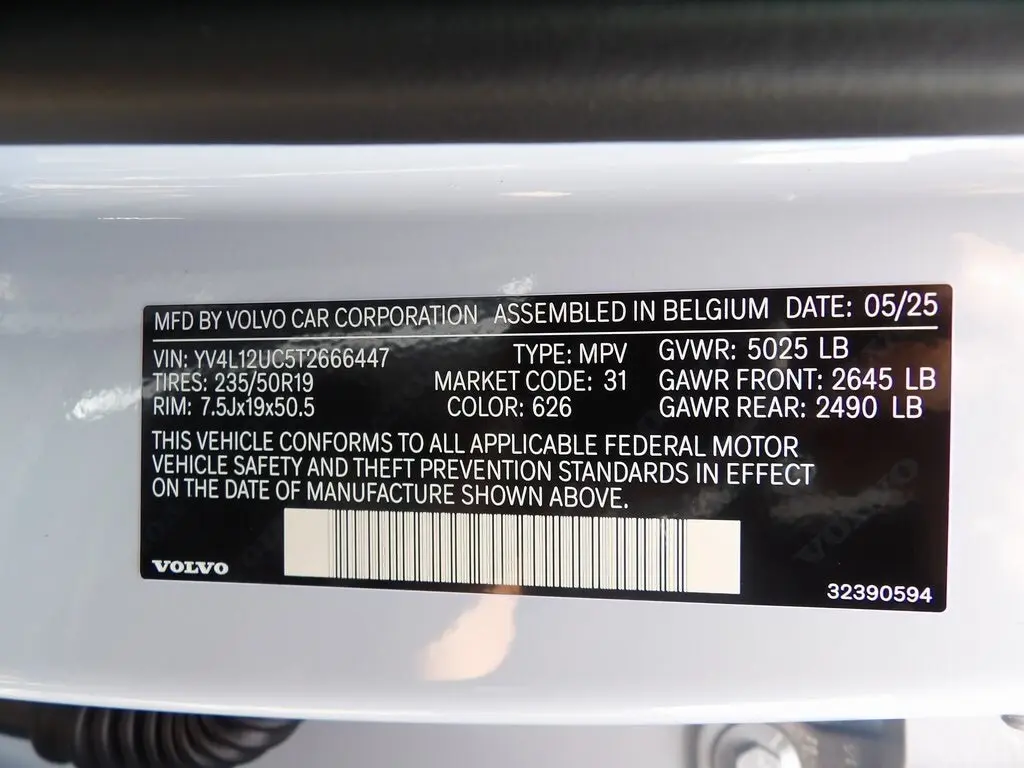 MFD BY VOLVO CAR CORPORATION ASSEMBLED IN BELGIUM DATE: 05/25
VIN: YV4L12UC5T2666447 TYPE: MPV GVWR: 5025 LB
TIRES: 235/50R19 MARKET CODE: 31 GAWR FRONT: 2645 LB
RIM: 7.5Jx19x50.5 COLOR: 626 GAWR REAR: 2490 LB
THIS VEHICLE CONFORMS TO ALL APPLICABLE FEDERAL MOTOR
VEHICLE SAFETY AND THEFT PREVENTION STANDARDS IN EFFECT
ON THE DATE OF MANUFACTURE SHOWN ABOVE.
VOLVO 32390594